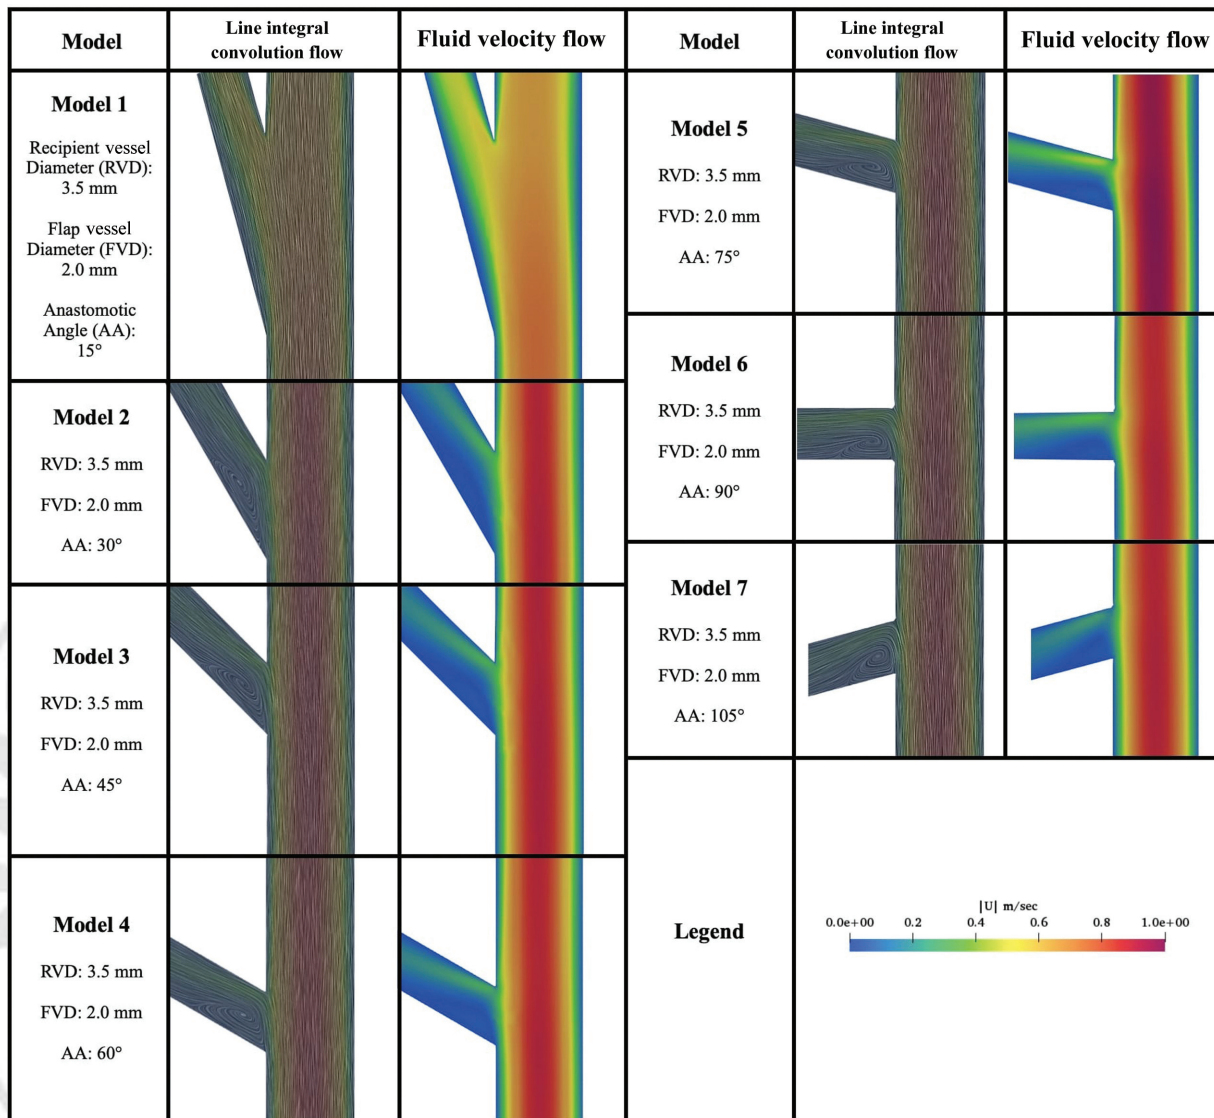 Model
Line integral
convolution flow
Fluid velocity flow
Model 1
Recipient vessel
Diameter (RVD):
3.5 mm
Flap vessel
Diameter (FVD):
2.0 mm
Anastomotic
Angle (AA):
15°
Model 2
RVD: 3.5 mm
FVD: 2.0 mm
AA: 30°
Model 3
RVD: 3.5 mm
FVD: 2.0 mm
AA: 45°
Model 4
RVD: 3.5 mm
FVD: 2.0 mm
AA: 60°
Model
Line integral
convolution flow
Fluid velocity flow
Model 5
RVD: 3.5 mm
FVD: 2.0 mm
AA: 75°
Model 6
RVD: 3.5 mm
FVD: 2.0 mm
AA: 90°
Model 7
RVD: 3.5 mm
FVD: 2.0 mm
AA: 105°
Legend
|U| m/sec
0.0e+00 0.2 0.4 0.6 0.8 1.0e+00